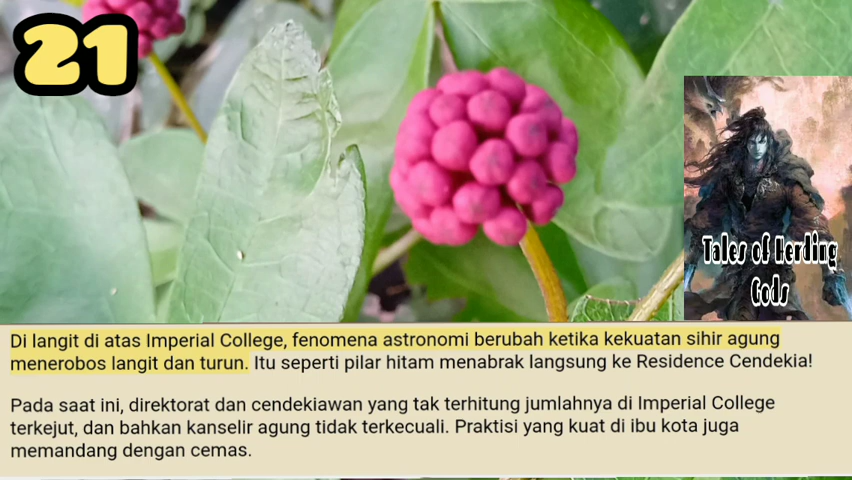 21
Tales of Herding
Gods
Di langit di atas Imperial College, fenomena astronomi berubah ketika kekuatan sihir agung
menerobos langit dan turun. Itu seperti pilar hitam menabrak langsung ke Residence Cendekia!
Pada saat ini, direktorat dan cendekiawan yang tak terhitung jumlahnya di Imperial College
terkejut, dan bahkan kanselir agung tidak terkecuali. Praktisi yang kuat di ibu kota juga
memandang dengan cemas.